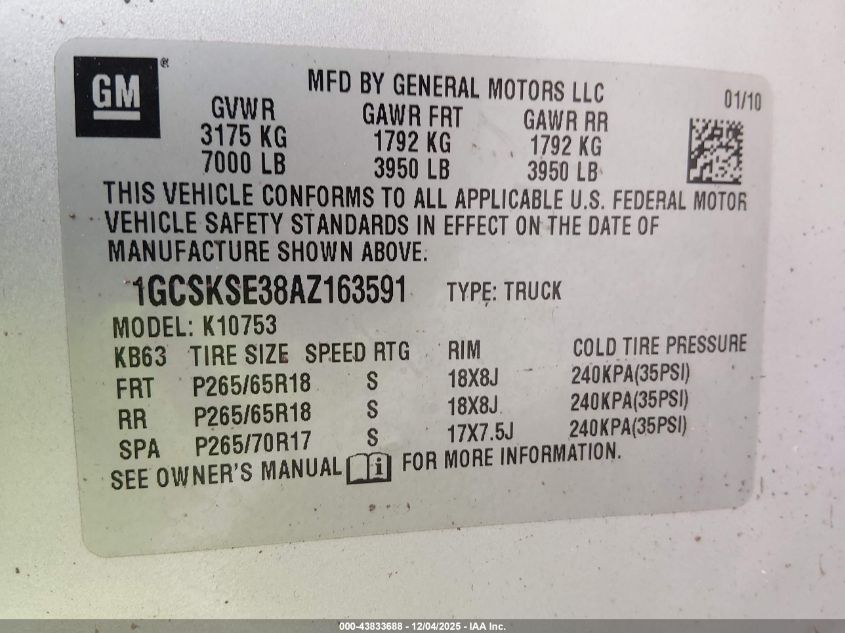 GM® MFD BY GENERAL MOTORS LLC 01/10
GVWR GAWR FRT GAWR RR
3175 KG 1792 KG 1792 KG
7000 LB 3950 LB 3950 LB
THIS VEHICLE CONFORMS TO ALL APPLICABLE U.S. FEDERAL MOTOR
VEHICLE SAFETY STANDARDS IN EFFECT ON THE DATE OF
MANUFACTURE SHOWN ABOVE.
1GCSKSE38AZ163591 TYPE: TRUCK
MODEL: K10753
KB63 TIRE SIZE SPEED RTG RIM COLD TIRE PRESSURE
FRT P265/65R18 S 18X8J 240KPA(35PSI)
RR P265/65R18 S 18X8J 240KPA(35PSI)
SPA P265/70R17 S 17X7.5J 240KPA(35PSI)
SEE OWNER'S MANUAL i FOR MORE INFORMATION.
000-43833688 - 12/04/2025 - IAA Inc.